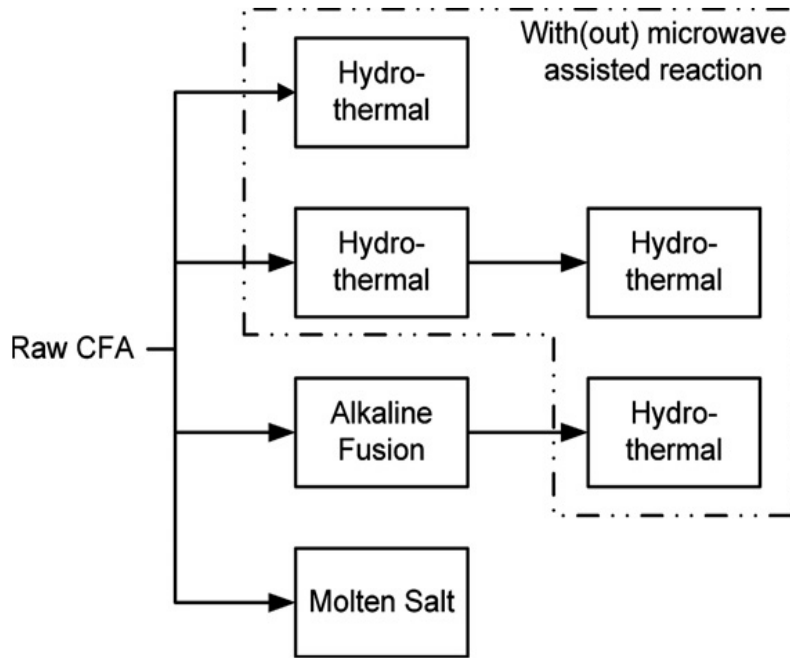 With(out) microwave
assisted reaction
Hydro-
thermal
Hydro-
thermal
Hydro-
thermal
Raw CFA
Alkaline
Fusion
Hydro-
thermal
Molten Salt